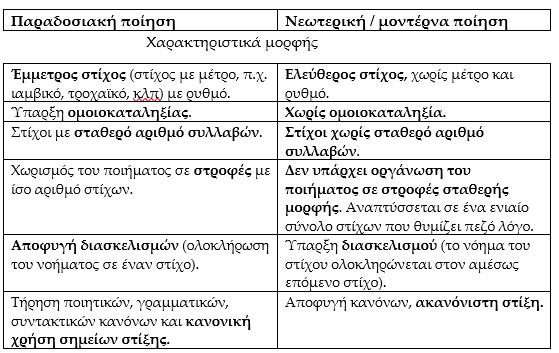 Παραδοσιακή ποίηση
Νεωτερική / μοντέρνα ποίηση
Χαρακτηριστικά μορφής
Έμμετρος στίχος (στίχος με μέτρο, π.χ.
ιαμβικό, τροχαϊκό, κλπ) με ρυθμό.
Ελεύθερος στίχος, χωρίς μέτρο και
ρυθμό.
Ύπαρξη ομοιοκαταληξίας.
Χωρίς ομοιοκαταληξία.
Στίχοι με σταθερό αριθμό συλλαβών.
Στίχοι χωρίς σταθερό αριθμό
συλλαβών.
Χωρισμός του ποιήματος σε στροφές με
ίσο αριθμό στίχων.
Δεν υπάρχει οργάνωση του
ποιήματος σε στροφές σταθερής
μορφής. Αναπτύσσεται σε ένα ενιαίο
σύνολο στίχων που θυμίζει πεζό λόγο.
Αποφυγή διασκελισμών (ολοκλήρωση
του νοήματος σε έναν στίχο).
Ύπαρξη διασκελισμού (το νόημα του
στίχου ολοκληρώνεται στον αμέσως
επόμενο στίχο).
Τήρηση ποιητικών, γραμματικών,
συντακτικών κανόνων και κανονική
χρήση σημείων στίξης.
Αποφυγή κανόνων, ακανόνιστη στίξη.